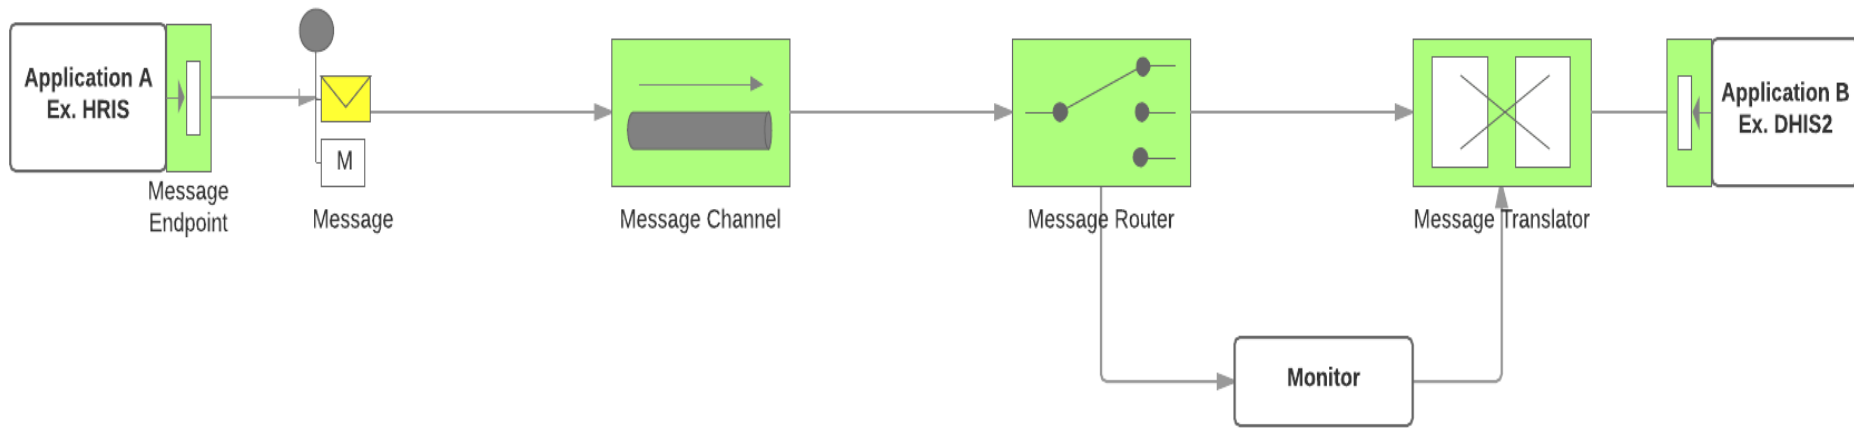 Application A
Ex. HRIS
Message
Endpoint
M
Message
Message Channel
Message Router
Message Translator
Application B
Ex. DHIS2
Monitor